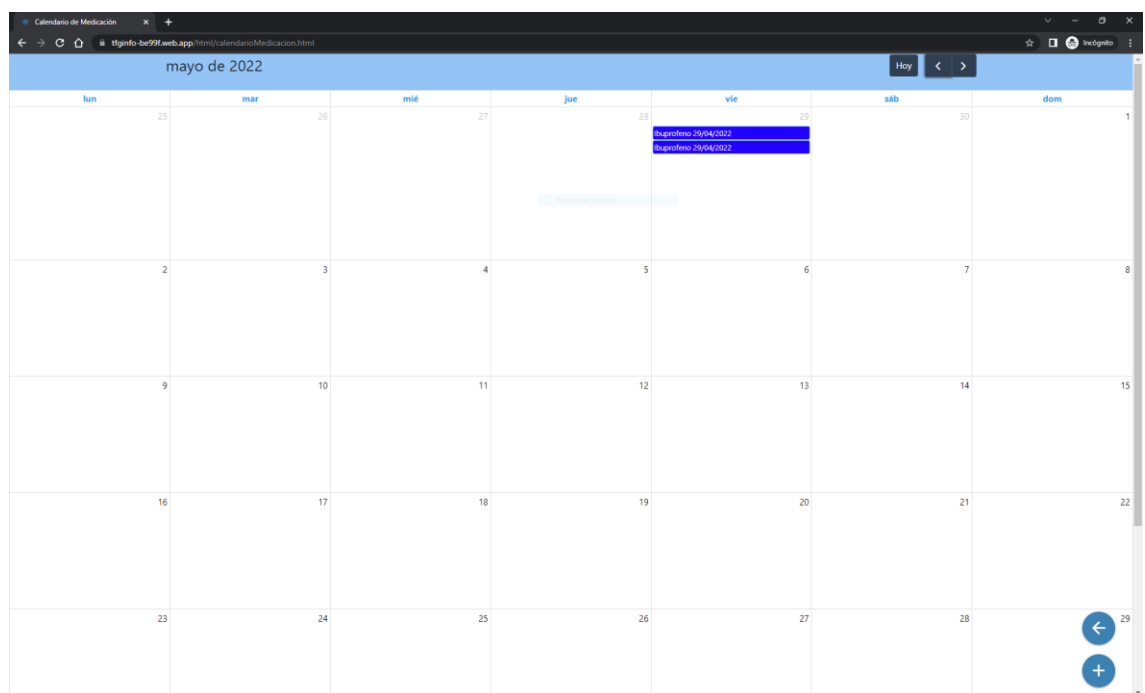 Calendario de Medicación
tfginfo-be99f.web.app/html/calendarioMedicacion.html
Incógnito
mayo de 2022
Hoy
lun mar mié jue vie sáb dom
25 26 27 28 29 30 1
Ibuprofeno 29/04/2022
Ibuprofeno 29/04/2022
2 3 4 5 6 7 8
9 10 11 12 13 14 15
16 17 18 19 20 21 22
23 24 25 26 27 28 29